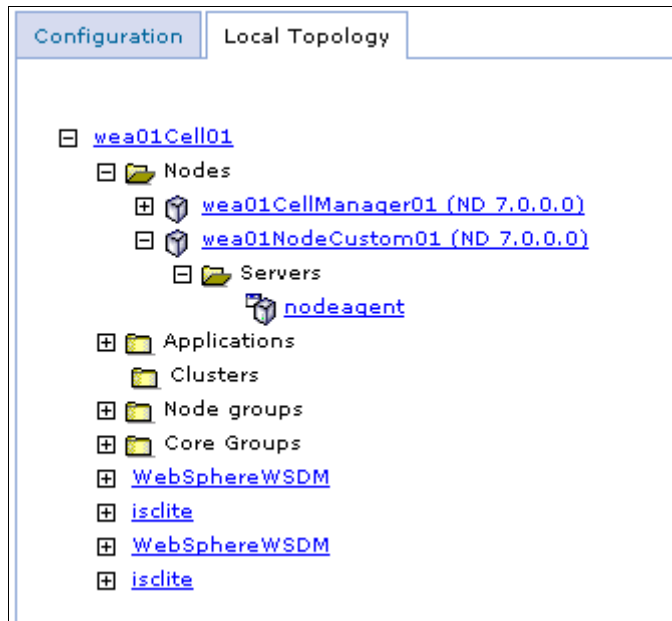 Configuration Local Topology
wea01Cell01
Nodes
wea01CellManager01 (ND 7.0.0.0)
wea01NodeCustom01 (ND 7.0.0.0)
Servers
nodeagent
Applications
Clusters
Node groups
Core Groups
WebSphereWSDM
isclite
WebSphereWSDM
isclite